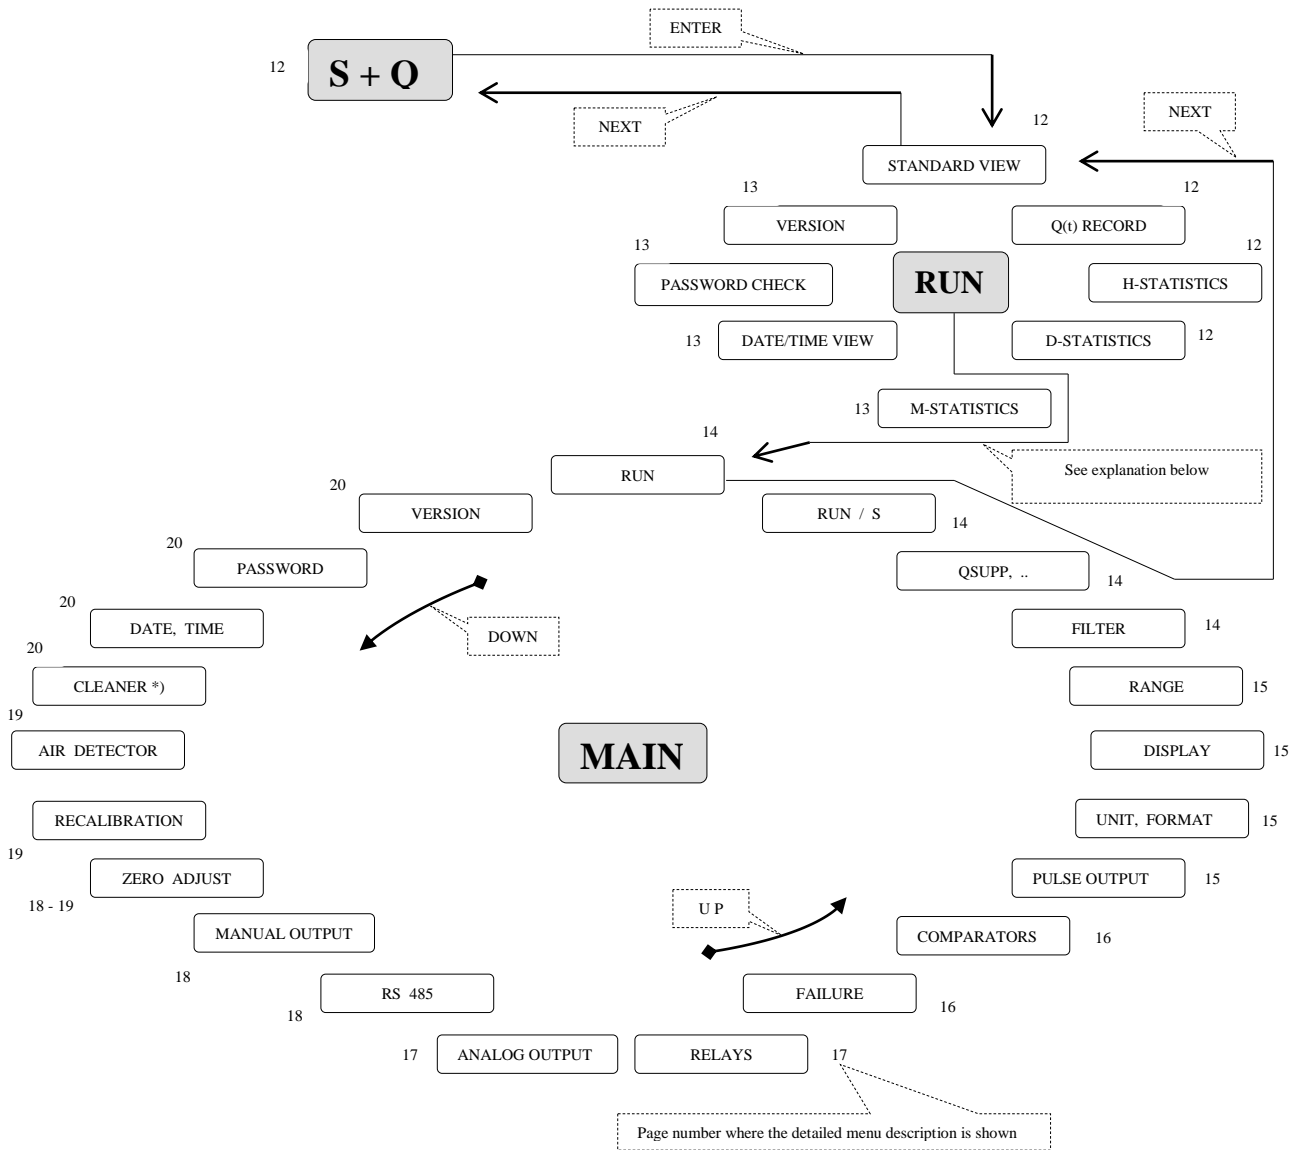 ENTER
12
S + Q
NEXT
NEXT
12
STANDARD VIEW
13
12
VERSION
Q(t) RECORD
13
12
PASSWORD CHECK
RUN
H-STATISTICS
13
DATE/TIME VIEW
D-STATISTICS
12
13
M-STATISTICS
14
See explanation below
RUN
20
VERSION
RUN / S
14
20
PASSWORD
QSUPP, ..
14
20
DATE, TIME
DOWN
FILTER
14
20
CLEANER *)
RANGE
15
19
AIR DETECTOR
MAIN
DISPLAY
15
RECALIBRATION
UNIT, FORMAT
15
19
ZERO ADJUST
PULSE OUTPUT
15
18 - 19
U P
MANUAL OUTPUT
COMPARATORS
16
18
RS 485
FAILURE
16
18
17
ANALOG OUTPUT
RELAYS
17
Page number where the detailed menu description is shown